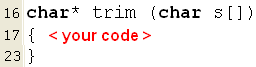 16 char* trim (char s[])
17 { < your code >
23 }